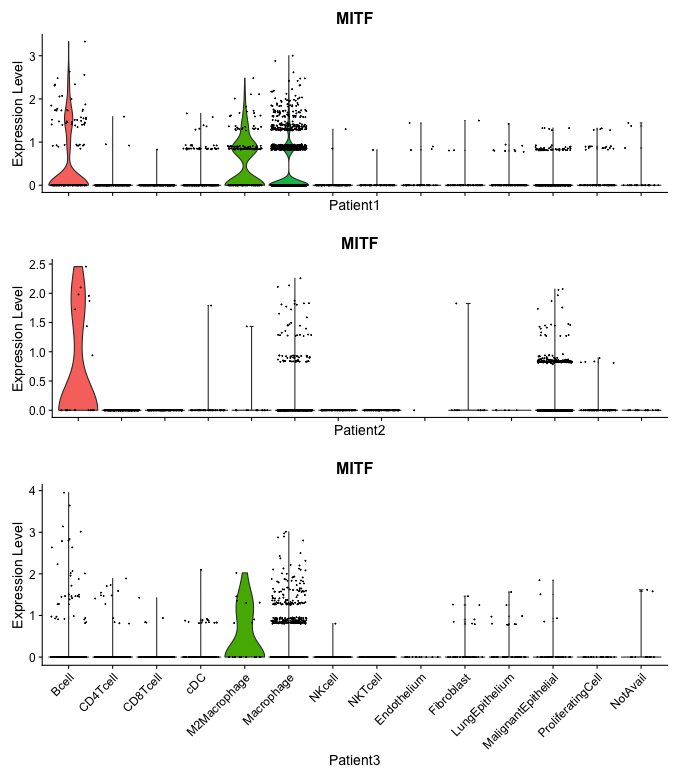 MITF
Expression Level
3
2
1
0
Patient1
MITF
Expression Level
2.5
2.0
1.5
1.0
0.5
0.0
Patient2
MITF
Expression Level
4
3
2
1
0
Bcell
CD4Tcell
CD8Tcell
cDC
M2Macrophage
Macrophage
NKcell
NKTcell
Endothelium
Fibroblast
LungEpithelium
MalignantEpithelial
ProliferatingCell
NotAvail
Patient3